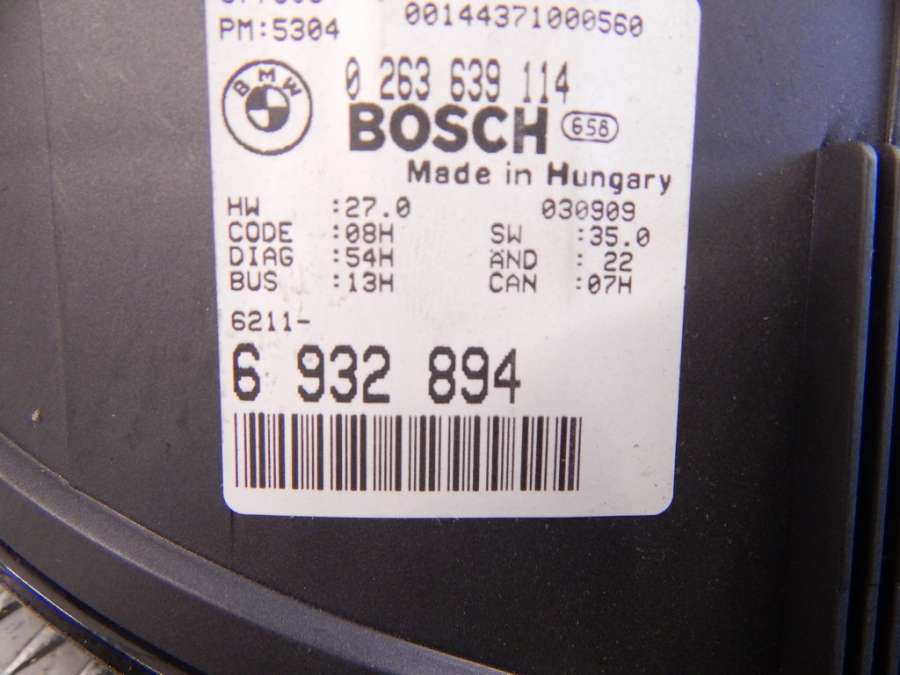 PM:5304
00144371000560
BMW
0 263 639 114
BOSCH 658
Made in Hungary
HW :27.0 030909
CODE :08H SW :35.0
DIAG :54H ÄND : 22
BUS :13H CAN :07H
6211-
6 932 894